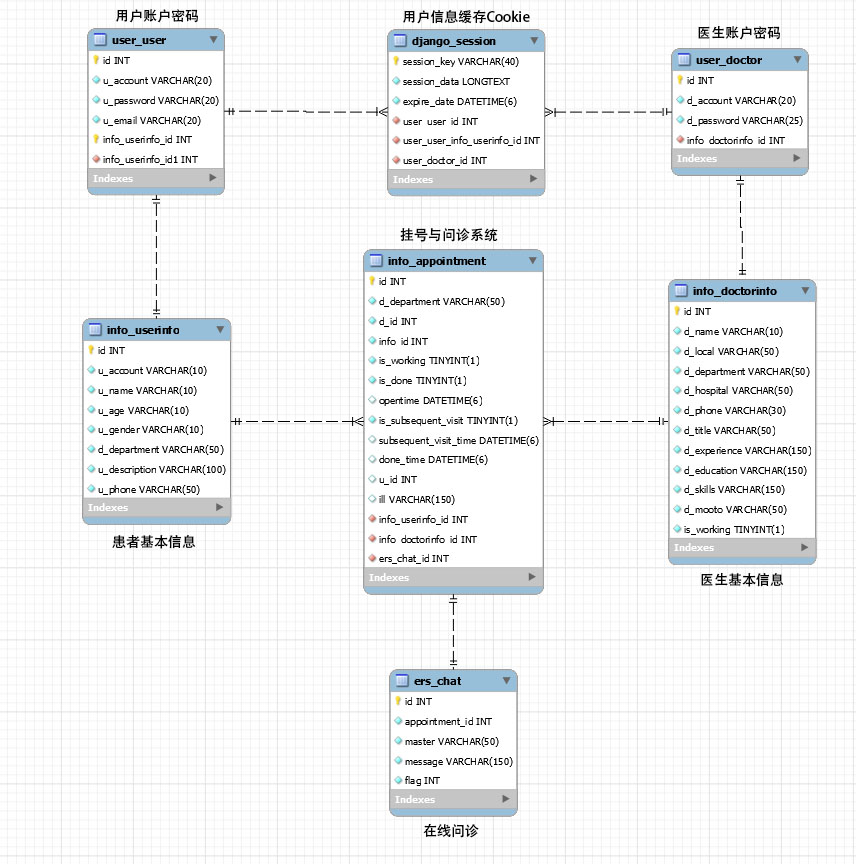 用户账户密码
user_user
id INT
u_account VARCHAR(20)
u_password VARCHAR(20)
u_email VARCHAR(20)
info_userinfo_id INT
info_userinfo_id1 INT
Indexes
用户信息缓存Cookie
django_session
session_key VARCHAR(40)
session_data LONGTEXT
expire_date DATETIME(6)
user_user_id INT
user_user_info_userinfo_id INT
user_doctor_id INT
Indexes
医生账户密码
user_doctor
id INT
d_account VARCHAR(20)
d_password VARCHAR(25)
info_doctorinfo_id INT
Indexes
info_userinfo
id INT
u_account VARCHAR(10)
u_name VARCHAR(10)
u_age VARCHAR(10)
u_gender VARCHAR(10)
d_department VARCHAR(50)
u_description VARCHAR(100)
u_phone VARCHAR(50)
Indexes
患者基本信息
挂号与问诊系统
info_appointment
id INT
d_department VARCHAR(50)
d_id INT
info_id INT
is_working TINYINT(1)
is_done TINYINT(1)
opentime DATETIME(6)
is_subsequent_visit TINYINT(1)
subsequent_visit_time DATETIME(6)
done_time DATETIME(6)
u_id INT
ill VARCHAR(150)
info_userinfo_id INT
info_doctorinfo_id INT
ers_chat_id INT
Indexes
info_doctorinfo
id INT
d_name VARCHAR(10)
d_local VARCHAR(50)
d_department VARCHAR(50)
d_hospital VARCHAR(50)
d_phone VARCHAR(30)
d_title VARCHAR(50)
d_experience VARCHAR(150)
d_education VARCHAR(150)
d_skills VARCHAR(150)
d_mooto VARCHAR(50)
is_working TINYINT(1)
Indexes
医生基本信息
ers_chat
id INT
appointment_id INT
master VARCHAR(50)
message VARCHAR(150)
flag INT
Indexes
在线问诊